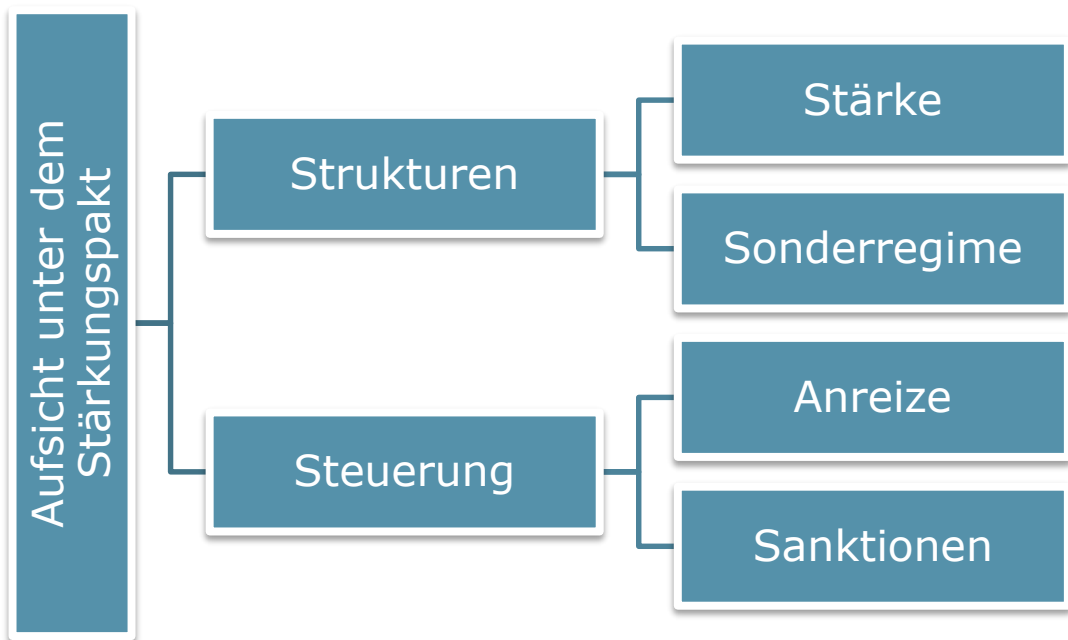 Aufsicht unter dem
Stärkungspakt
Strukturen
Stärke
Sonderregime
Steuerung
Anreize
Sanktionen